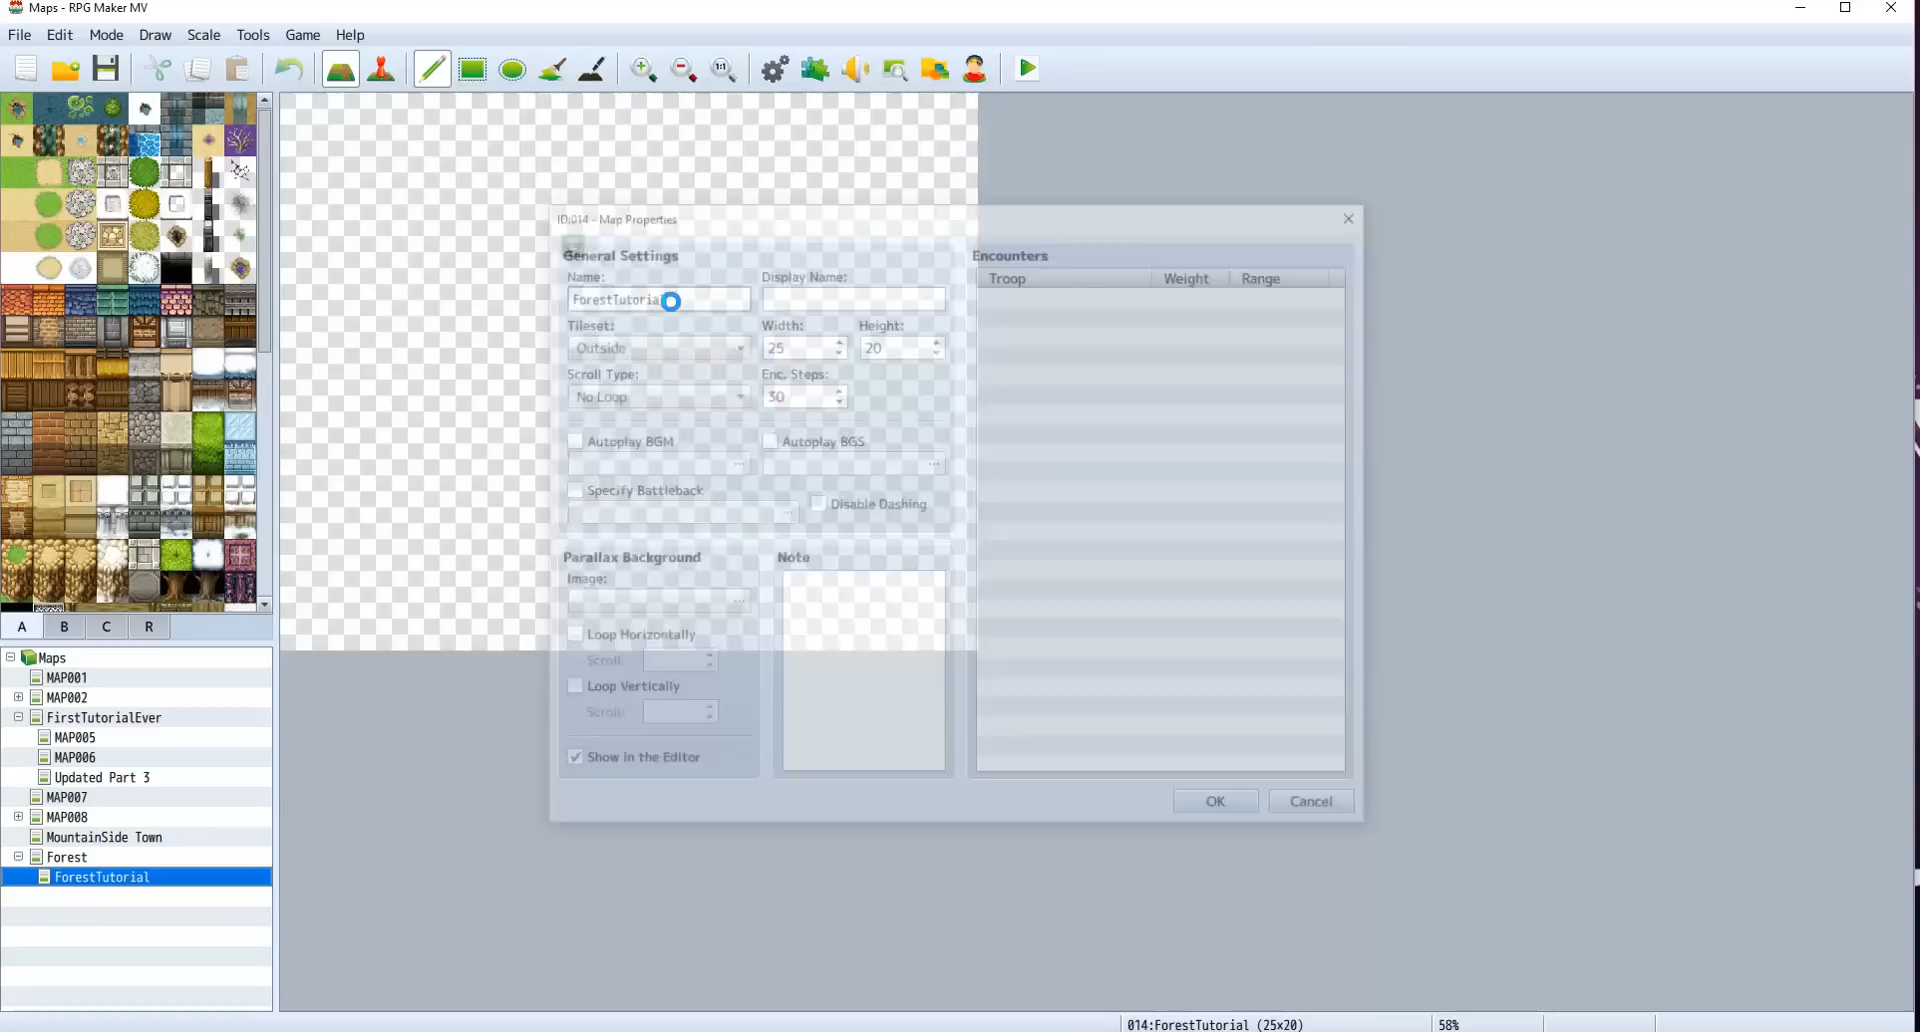 Maps - RPG Maker MV
File Edit Mode Draw Scale Tools Game Help
1:1
ID:014 - Map Properties
General Settings
Name: Display Name:
ForestTutorial
Tileset: Width: Height:
Outside 25 20
Scroll Type: Enc. Steps:
No Loop 30
Autoplay BGM Autoplay BGS
... ...
Specify Battleback
Disable Dashing
...
Parallax Background Note
Image:
...
Loop Horizontally
Scroll:
Loop Vertically
Scroll:
Show in the Editor
Encounters
Troop Weight Range
OK Cancel
A B C R
Maps
MAP001
MAP002
FirstTutorialEver
MAP005
MAP006
Updated Part 3
MAP007
MAP008
MountainSide Town
Forest
ForestTutorial
014:ForestTutorial (25x20) 58%